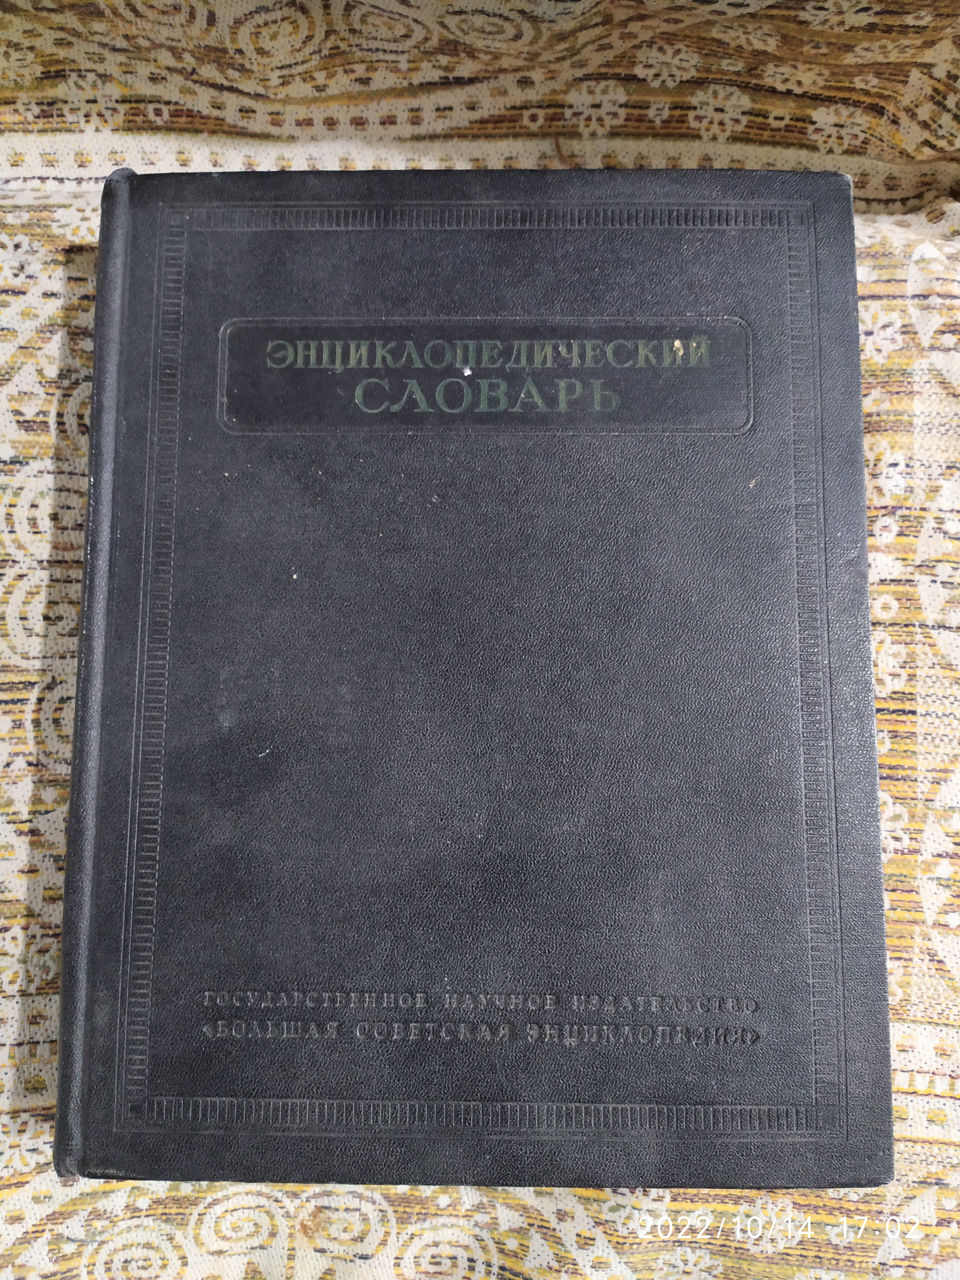 ЭНЦИКЛОПЕДИЧЕСКИЙ
СЛОВАРЬ
ГОСУДАРСТВЕННОЕ НАУЧНОЕ ИЗДАТЕЛЬСТВО
«БОЛЬШАЯ СОВЕТСКАЯ ЭНЦИКЛОПЕДИЯ»
2022/10/14 17:02